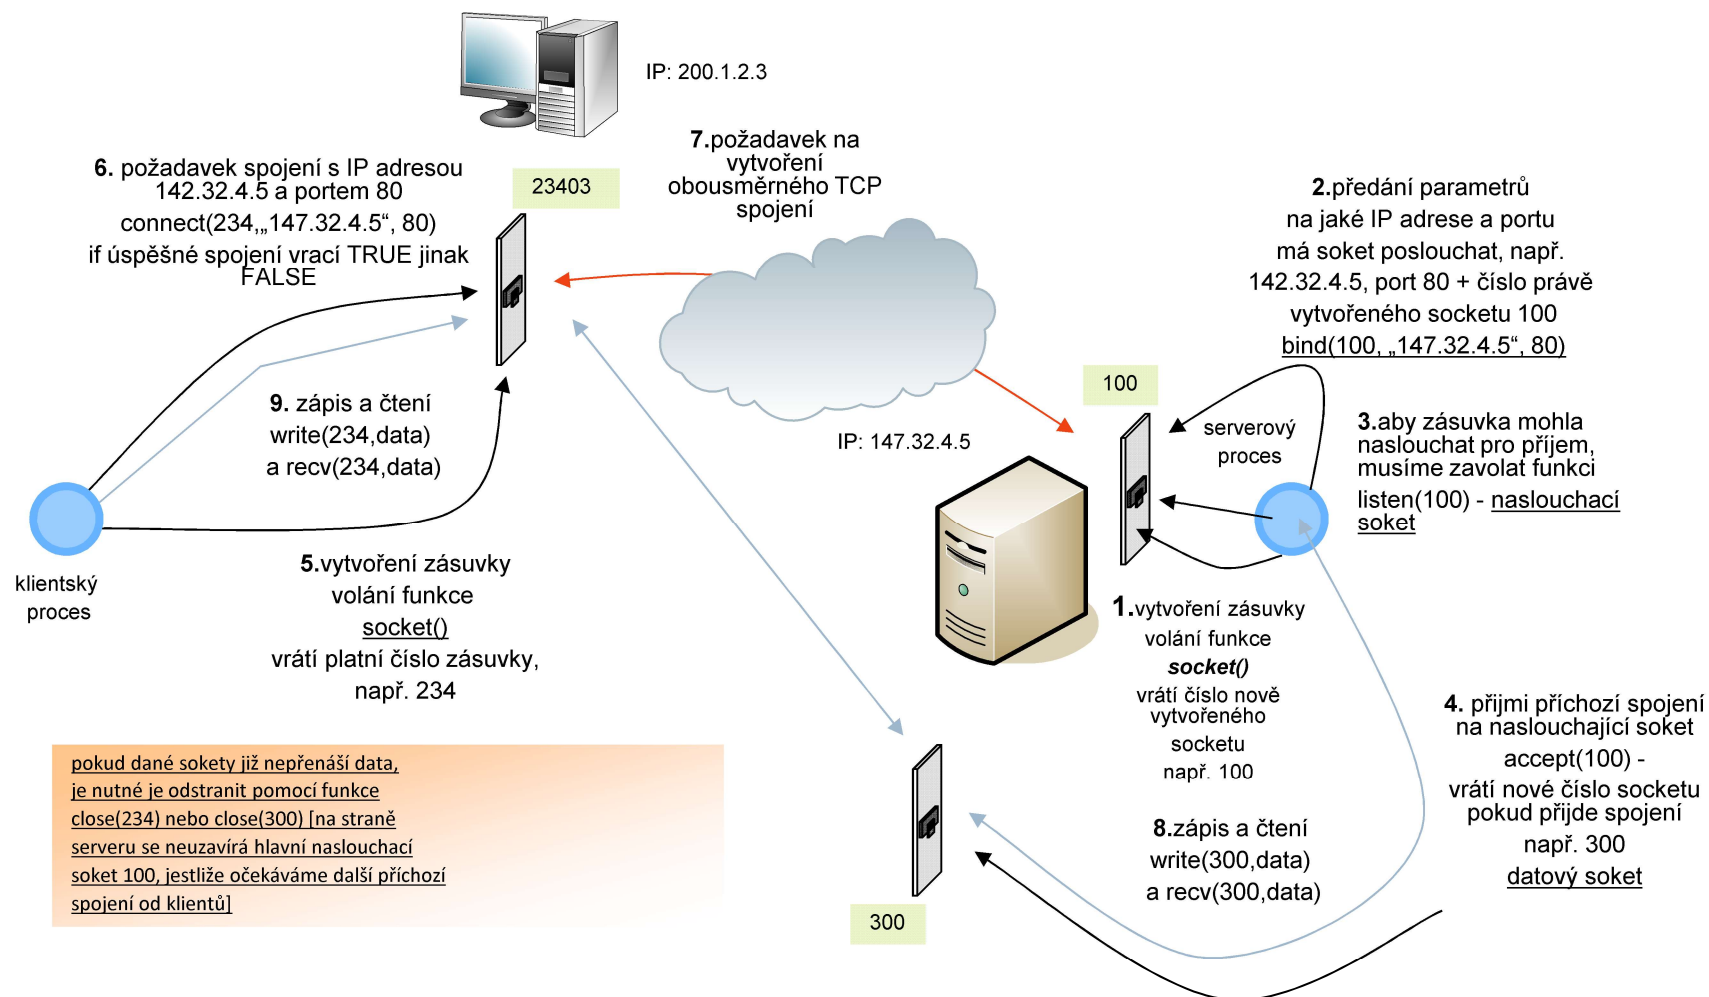 IP: 200.1.2.3
6. požadavek spojení s IP adresou
142.32.4.5 a portem 80
connect(234,„147.32.4.5“, 80)
if úspěšné spojení vrací TRUE jinak
FALSE
23403
7.požadavek na
vytvoření
obousměrného TCP
spojení
2.předání parametrů
na jaké IP adrese a portu
má soket poslouchat, např.
142.32.4.5, port 80 + číslo právě
vytvořeného socketu 100
bind(100, „147.32.4.5“, 80)
100
IP: 147.32.4.5
serverový
proces
3.aby zásuvka mohla
naslouchat pro příjem,
musíme zavolat funkci
listen(100) - naslouchací
soket
9. zápis a čtení
write(234,data)
a recv(234,data)
klientský
proces
5.vytvoření zásuvky
volání funkce
socket()
vrátí platní číslo zásuvky,
např. 234
1.vytvoření zásuvky
volání funkce
socket()
vrátí číslo nově
vytvořeného
socketu
např. 100
4. přijmi příchozí spojení
na naslouchající soket
accept(100) -
vrátí nové číslo socketu
pokud přijde spojení
např. 300
datový soket
8.zápis a čtení
write(300,data)
a recv(300,data)
300
pokud dané sokety již nepřenáší data,
je nutné je odstranit pomocí funkce
close(234) nebo close(300) [na straně
serveru se neuzavírá hlavní naslouchací
soket 100, jestliže očekáváme další příchozí
spojení od klientů]